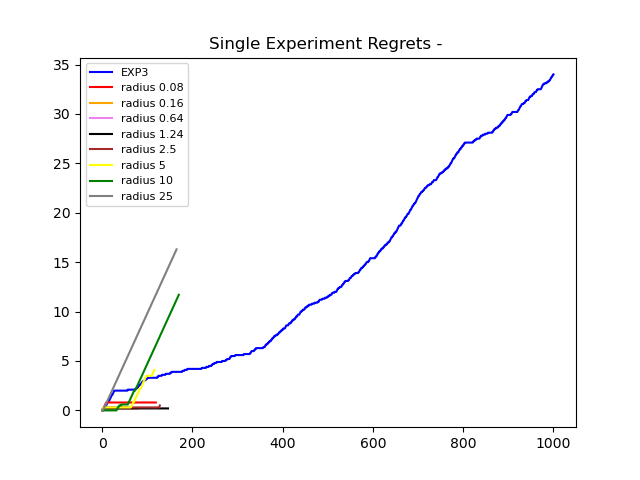 Single Experiment Regrets -
35
30
25
20
15
10
5
0
EXP3
radius 0.08
radius 0.16
radius 0.64
radius 1.24
radius 2.5
radius 5
radius 10
radius 25
0 200 400 600 800 1000